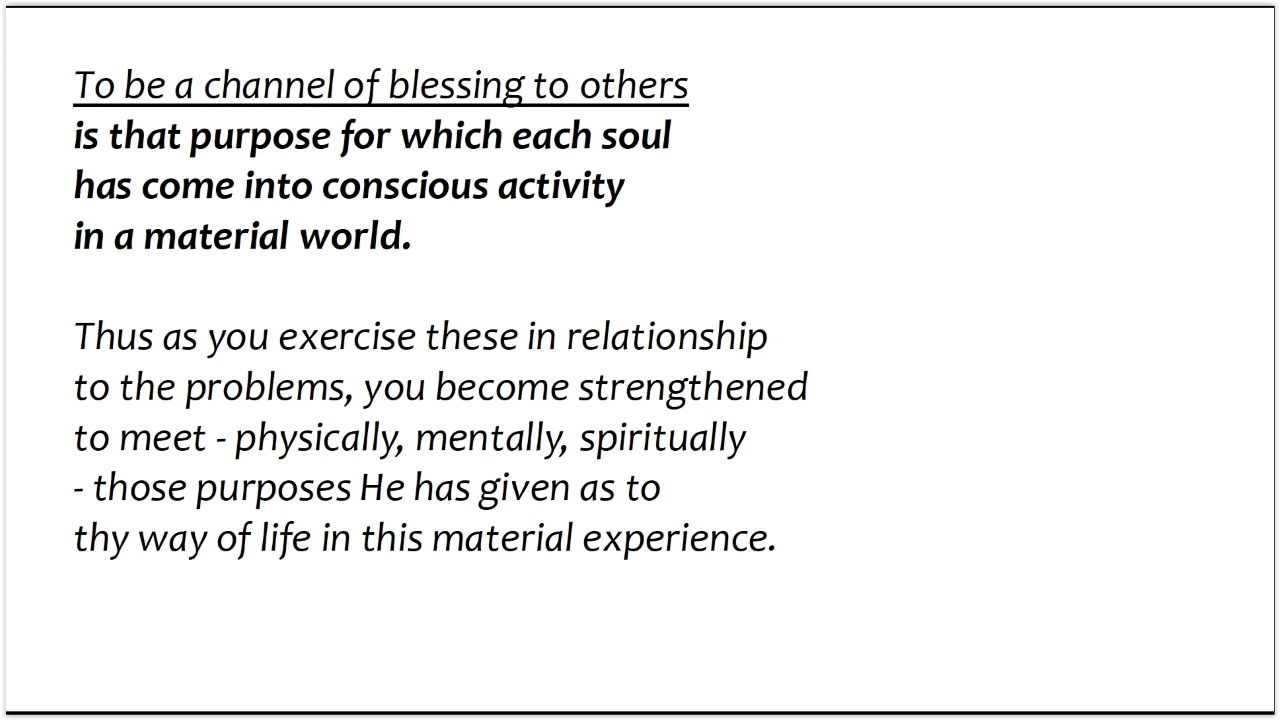 To be a channel of blessing to others
is that purpose for which each soul
has come into conscious activity
in a material world.
Thus as you exercise these in relationship
to the problems, you become strengthened
to meet - physically, mentally, spiritually
- those purposes He has given as to
thy way of life in this material experience.